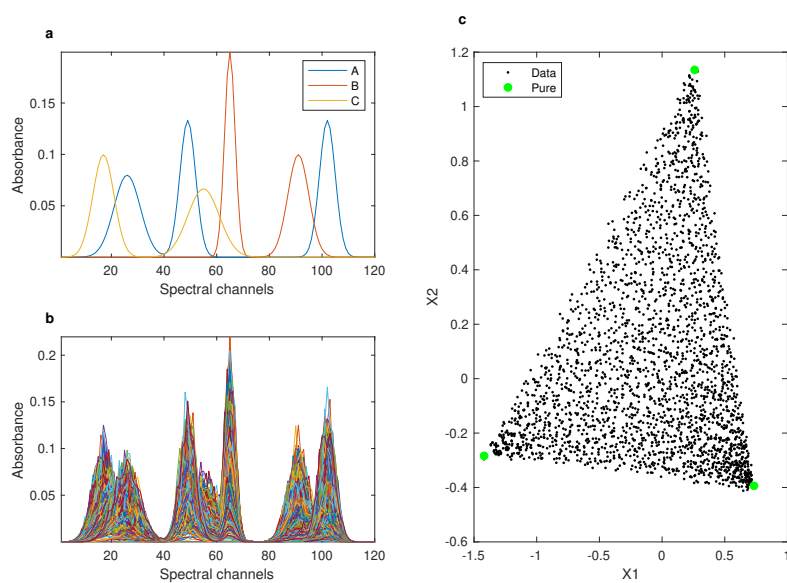 a
0.15
0.1
0.05
Absorbance
A
B
C
20 40 60 80 100 120
Spectral channels
b
0.2
0.15
0.1
0.05
Absorbance
20 40 60 80 100 120
Spectral channels
c
1.2
1
0.8
0.6
0.4
0.2
0
-0.2
-0.4
-0.6
X2
Data
Pure
-1.5 -1 -0.5 0 0.5 1
X1